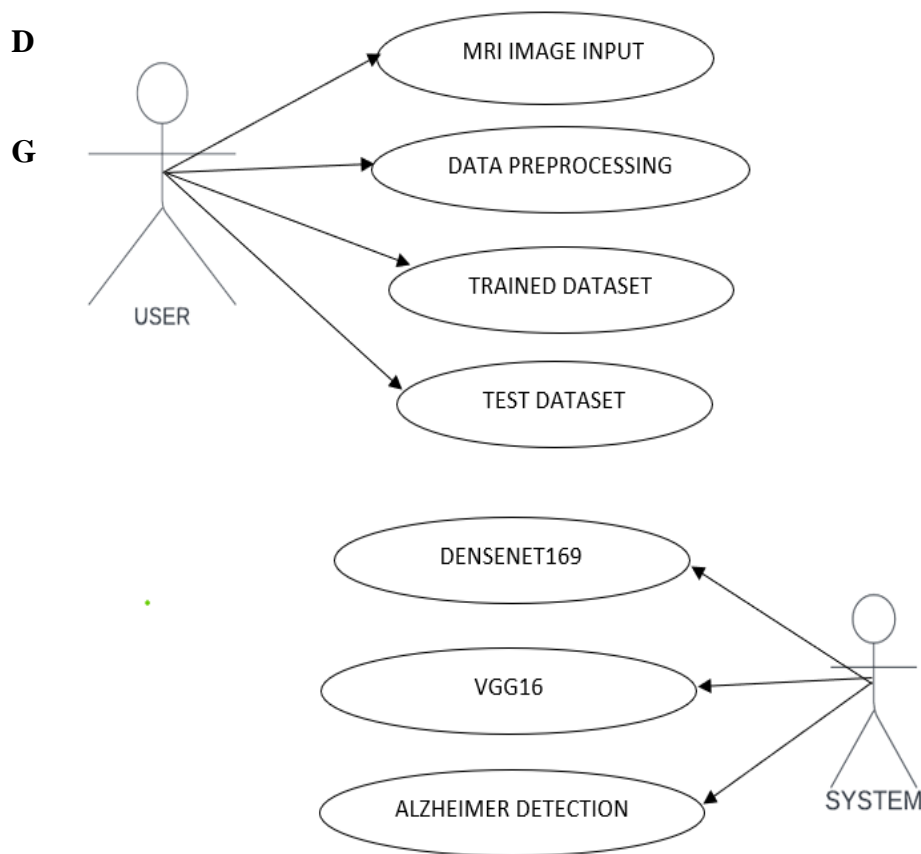 D
MRI IMAGE INPUT
G
DATA PREPROCESSING
TRAINED DATASET
USER
TEST DATASET
DENSENET169
VGG16
ALZHEIMER DETECTION
SYSTEM